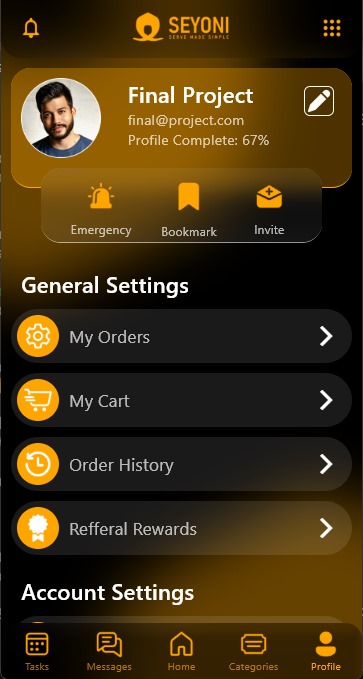 SEYONI
SERVE MADE SIMPLE
Final Project
final@project.com
Profile Complete: 67%
Emergency
Bookmark
Invite
General Settings
My Orders
My Cart
Order History
Refferal Rewards
Account Settings
Tasks
Messages
Home
Categories
Profile